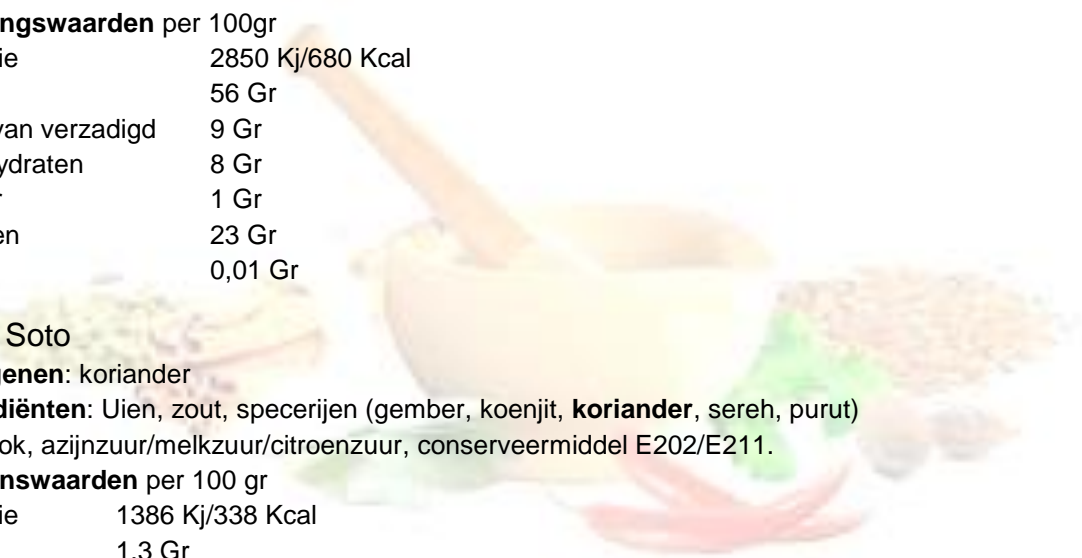 ngswaarden per 100gr
ie 2850 Kj/680 Kcal
56 Gr
van verzadigd 9 Gr
ydraten 8 Gr
r 1 Gr
en 23 Gr
0,01 Gr
Soto
genen: koriander
diënten: Uien, zout, specerijen (gember, koenjit, koriander, sereh, purut)
ok, azijnzuur/melkzuur/citroenzuur, conserveermiddel E202/E211.
nswaarden per 100 gr
ie 1386 Kj/338 Kcal
1,3 Gr